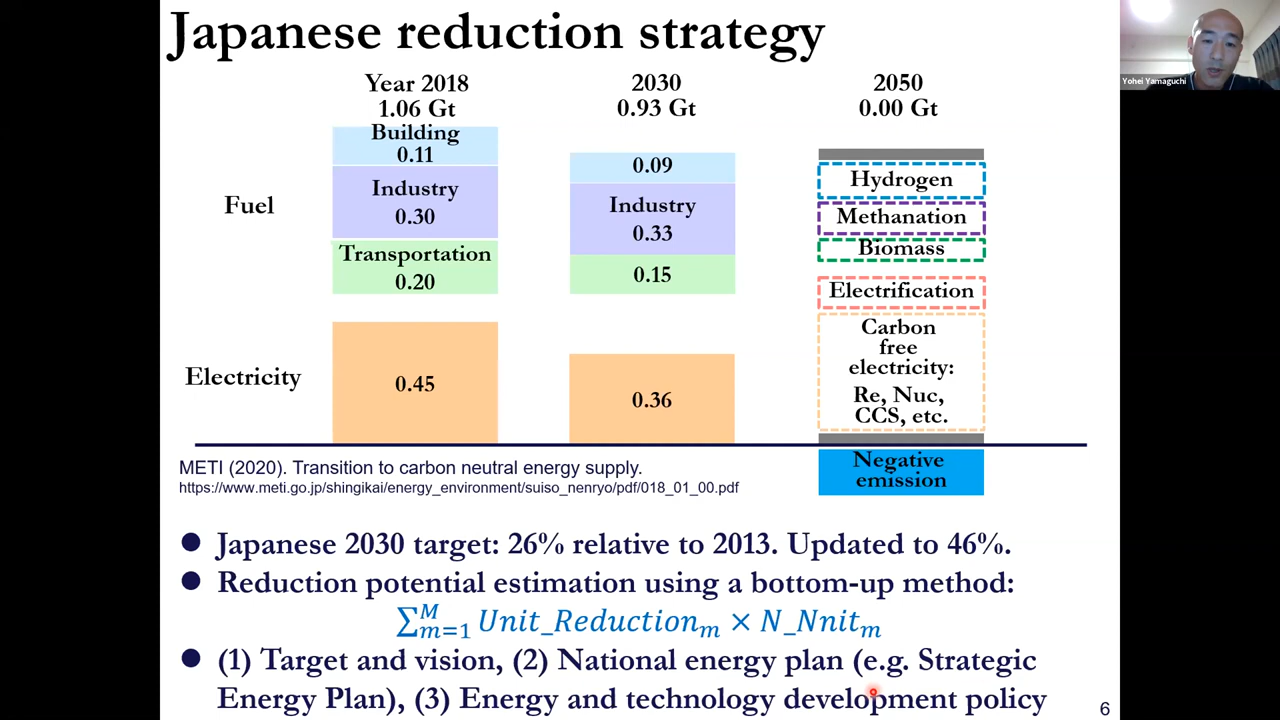 Japanese reduction strategy
Year 2018
1.06 Gt
2030
0.93 Gt
2050
0.00 Gt
Building
0.11
Fuel
Industry
0.30
Transportation
0.20
Electricity
0.45
0.09
Industry
0.33
0.15
0.36
Hydrogen
Methanation
Biomass
Electrification
Carbon
free
electricity:
Re, Nuc,
CCS, etc.
Negative
emission
METI (2020). Transition to carbon neutral energy supply.
https://www.meti.go.jp/shingikai/energy_environment/suiso_nenryo/pdf/018_01_00.pdf
● Japanese 2030 target: 26% relative to 2013. Updated to 46%.
● Reduction potential estimation using a bottom-up method:
∑_{m=1}^{M} Unit_Reduction_m × N_Nnit_m
● (1) Target and vision, (2) National energy plan (e.g. Strategic
Energy Plan), (3) Energy and technology development policy
6
Yohei Yamaguchi